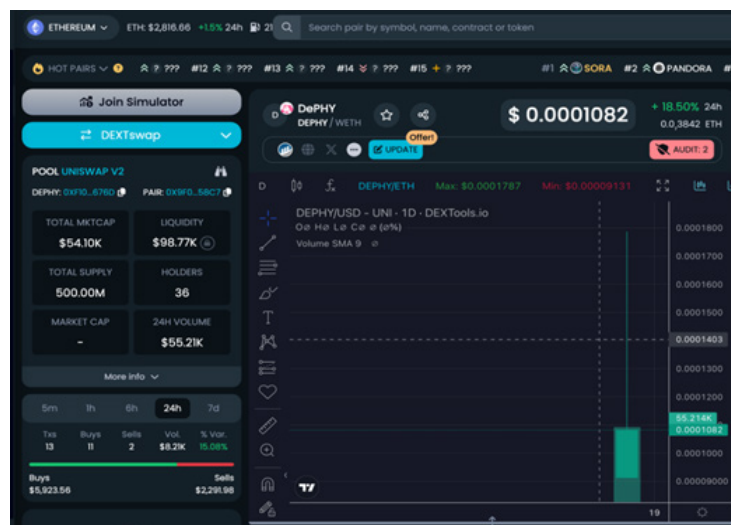 ETHEREUM ETH: $2,816.66 +1.5% 24h 21 Search pair by symbol, name, contract or token
HOT PAIRS ? ? ??? #12 ? ??? #13 ? ??? #14 ? ??? #15 + ? ??? #1 SORA #2 PANDORA #
Join Simulator
DEXTswap
D DePHY
DEPHY / WETH
$ 0.0001082
+ 18.50% 24h
0.0₅3842 ETH
Offer!
UPDATE
AUDIT: 2
POOL UNISWAP V2
DEPHY: 0XF10...676D PAIR: 0X9F0...58C7
TOTAL MKTCAP
$54.10K
LIQUIDITY
$98.77K
TOTAL SUPPLY
500.00M
HOLDERS
36
MARKET CAP
-
24H VOLUME
$55.21K
More info
5m 1h 6h 24h 7d
Txs Buys Sells Vol. % Var.
13 11 2 $8.21K 15.08%
Buys Sells
$5,923.56 $2,291.98
D DEPHY/ETH Max: $0.0001787 Min: $0.00009131
DEPHY/USD - UNI · 1D · DEXTools.io
O∅ H∅ L∅ C∅ ∅ (∅%)
Volume SMA 9 ∅
0.0001800
0.0001700
0.0001600
0.0001500
0.0001403
0.0001300
0.0001200
55.214K
0.0001082
0.0001000
0.00009000
19